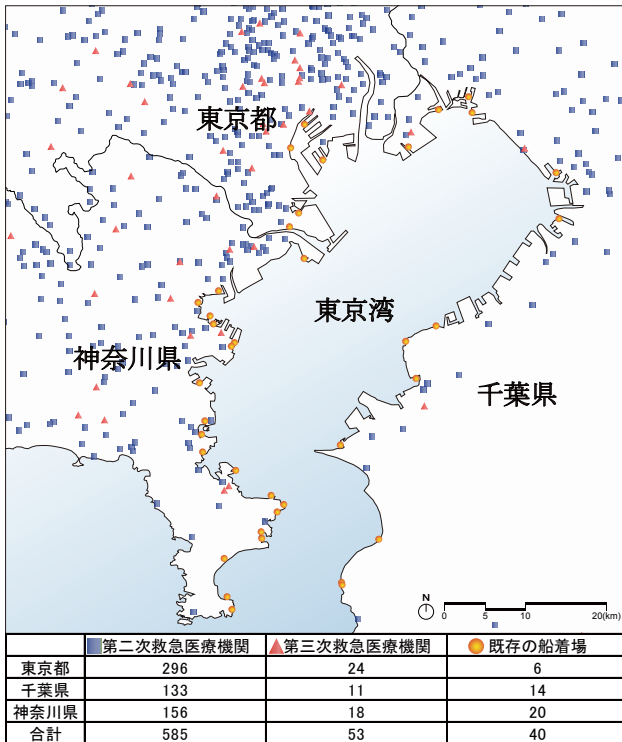 東京都
東京湾
神奈川県
千葉県
N
0 5 10 20(km)
第二次救急医療機関 第三次救急医療機関 既存の船着場
東京都 296 24 6
千葉県 133 11 14
神奈川県 156 18 20
合計 585 53 40